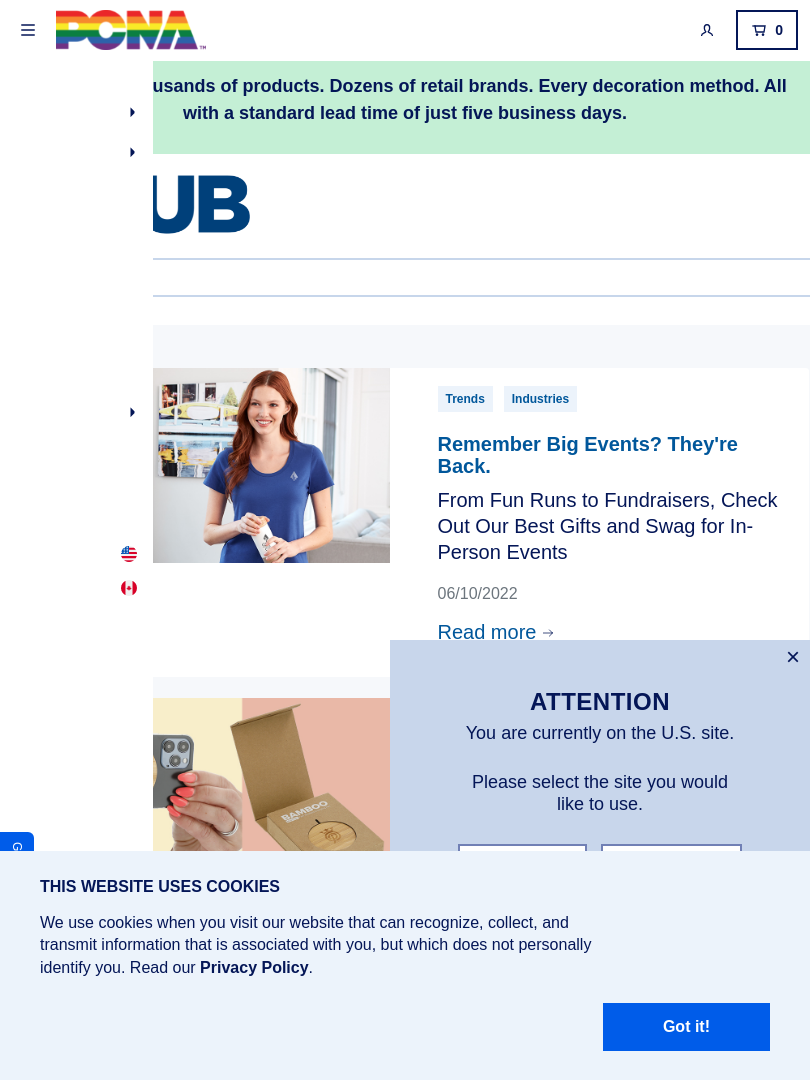 PCNA
0
usands of products. Dozens of retail brands. Every decoration method. All
with a standard lead time of just five business days.
UB
Trends Industries
Remember Big Events? They're
Back.
From Fun Runs to Fundraisers, Check
Out Our Best Gifts and Swag for In-
Person Events
06/10/2022
Read more
ATTENTION
You are currently on the U.S. site.
Please select the site you would
like to use.
BAMBOO
G
THIS WEBSITE USES COOKIES
We use cookies when you visit our website that can recognize, collect, and
transmit information that is associated with you, but which does not personally
identify you. Read our Privacy Policy.
Got it!